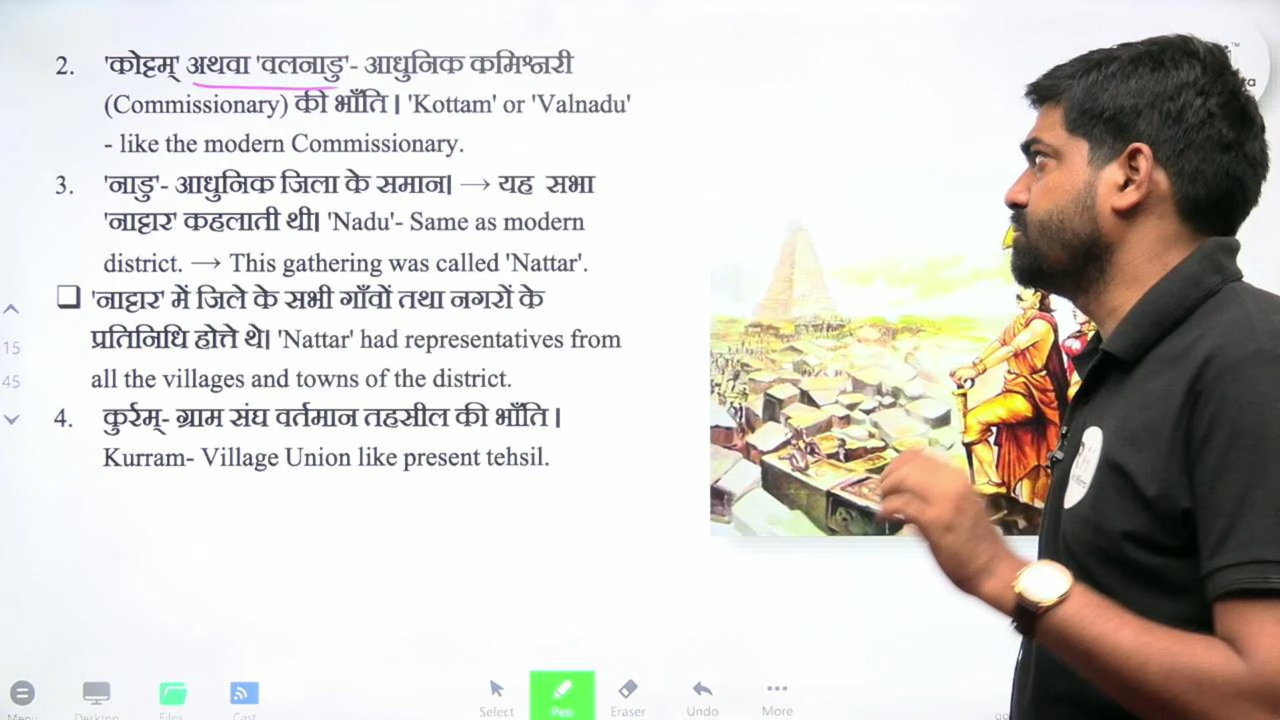 2. 'कोट्टम्' अथवा 'वलनाडु'- आधुनिक कमिश्नरी
(Commissionary) की भाँति | 'Kottam' or 'Valnadu'
- like the modern Commissionary.
3. 'नाडु'- आधुनिक जिला के समान| → यह सभा
'नाट्टार' कहलाती थी| 'Nadu'- Same as modern
district. → This gathering was called 'Nattar'.
❑ 'नाट्टार' में जिले के सभी गाँवों तथा नगरों के
प्रतिनिधि होत्ते थे| 'Nattar' had representatives from
all the villages and towns of the district.
4. कुर्रम्- ग्राम संघ वर्तमान तहसील की भाँति |
Kurram- Village Union like present tehsil.
15
45
Menu Desktop Files Cast Select Pen Eraser Undo More